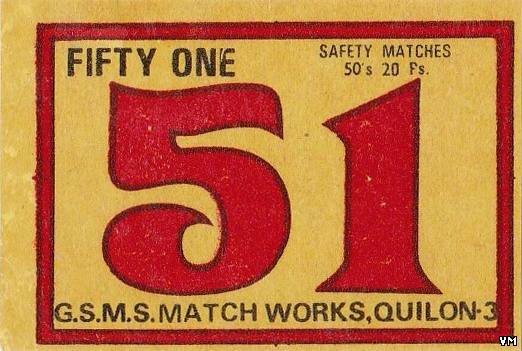 FIFTY ONE
SAFETY MATCHES
50's 20 Ps.
51
G.S.M.S. MATCH WORKS, QUILON-3
VM